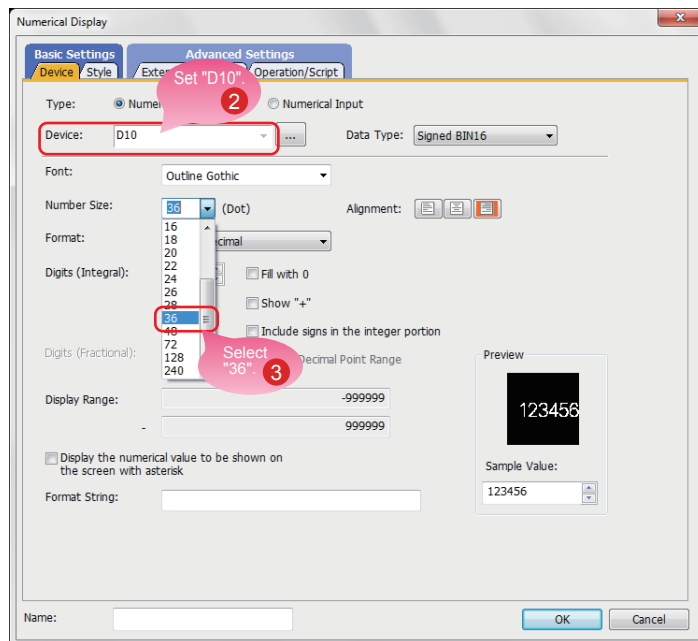 Numerical Display
Basic Settings
Advanced Settings
Device
Style
Exte
Operation/Script
Set "D10".
2
Type:
Nume
Numerical Input
Device:
D10
...
Data Type:
Signed BIN16
Font:
Outline Gothic
Number Size:
36
(Dot)
Alignment:
16
18
20
22
24
26
28
36
48
72
128
240
Format:
cimal
Digits (Integral):
Fill with 0
Show "+"
Include signs in the integer portion
Digits (Fractional):
Decimal Point Range
Select
"36".
3
Preview
123456
Display Range:
-999999
-
999999
Display the numerical value to be shown on
the screen with asterisk
Sample Value:
123456
Format String:
Name:
OK
Cancel